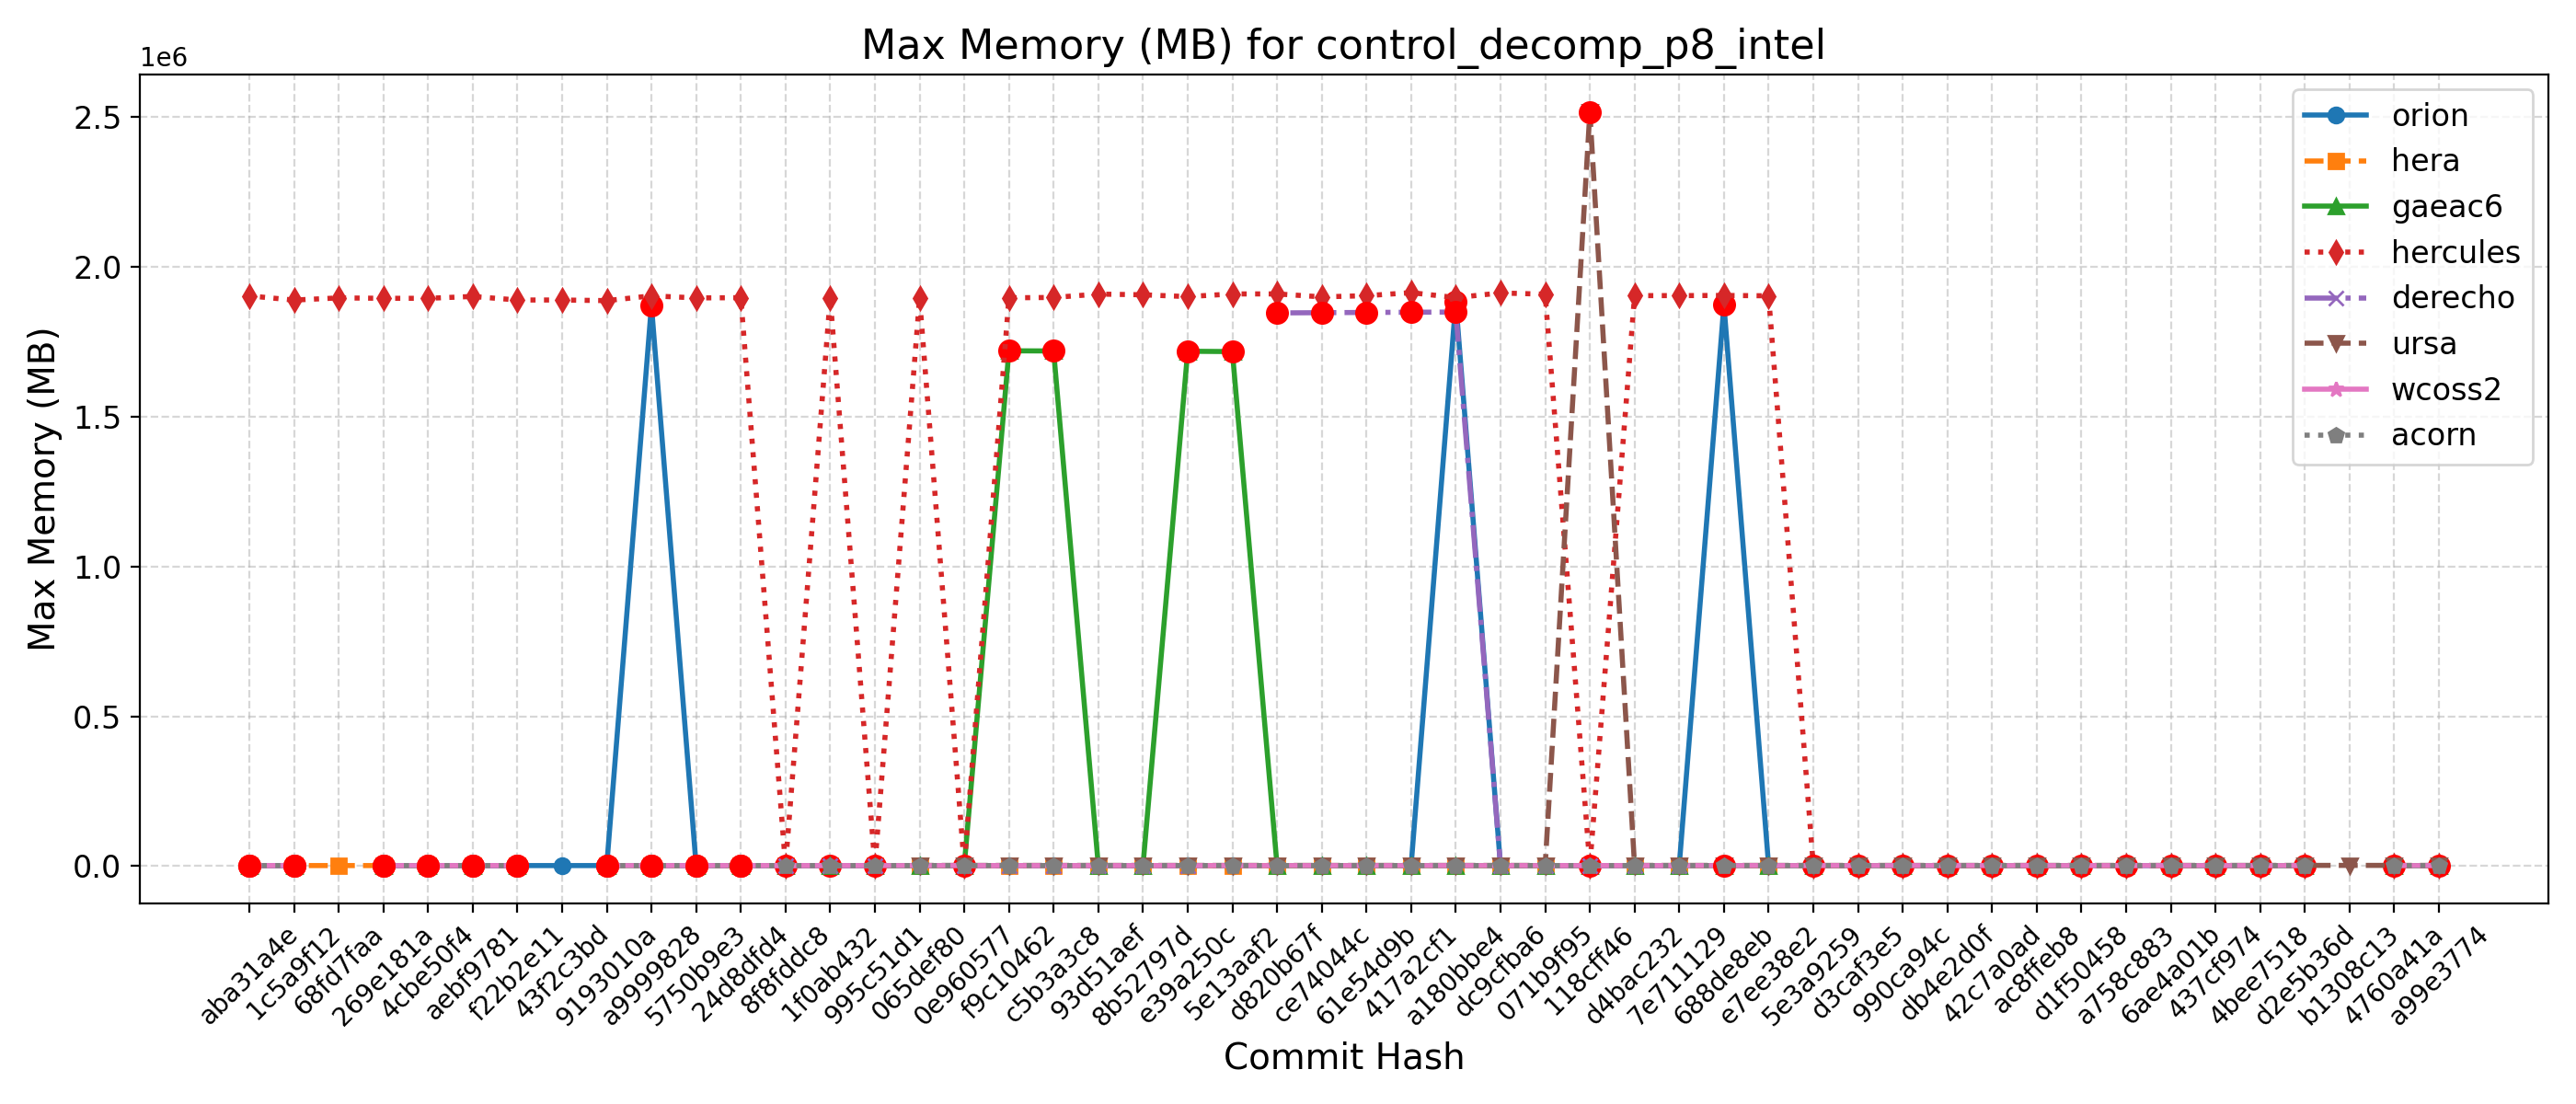 Max Memory (MB) for control_decomp_p8_intel
1e6
2.5
2.0
1.5
1.0
0.5
0.0
Max Memory (MB)
orion
hera
gaeac6
hercules
derecho
ursa
wcoss2
acorn
aba31a4e
1c5a9f12
68fd7faa
269e181a
4cbe50f4
aebf9781
f22b2e11
43f2c3bd
9193010a
a9999828
5750b9e3
24d8dfd4
8f8fddc8
1f0ab432
995c51d1
065def80
0e960577
f9c10462
c5b3a3c8
93d51aef
8b52797d
e39a250c
5e13aaf2
d820b67f
ce74044c
61e54d9b
417a2cf1
a180bbe4
dc9cfba6
071b9f95
118cff46
d4bac232
7e711129
688de8eb
e7ee38e2
5e3a9259
d3caf3e5
990ca94c
db4e2d0f
42c7a0ad
ac8ffeb8
d1f50458
a758c883
6ae4a01b
437cf974
4bee7518
d2e5b36d
b1308c13
4760a41a
a99e3774
Commit Hash